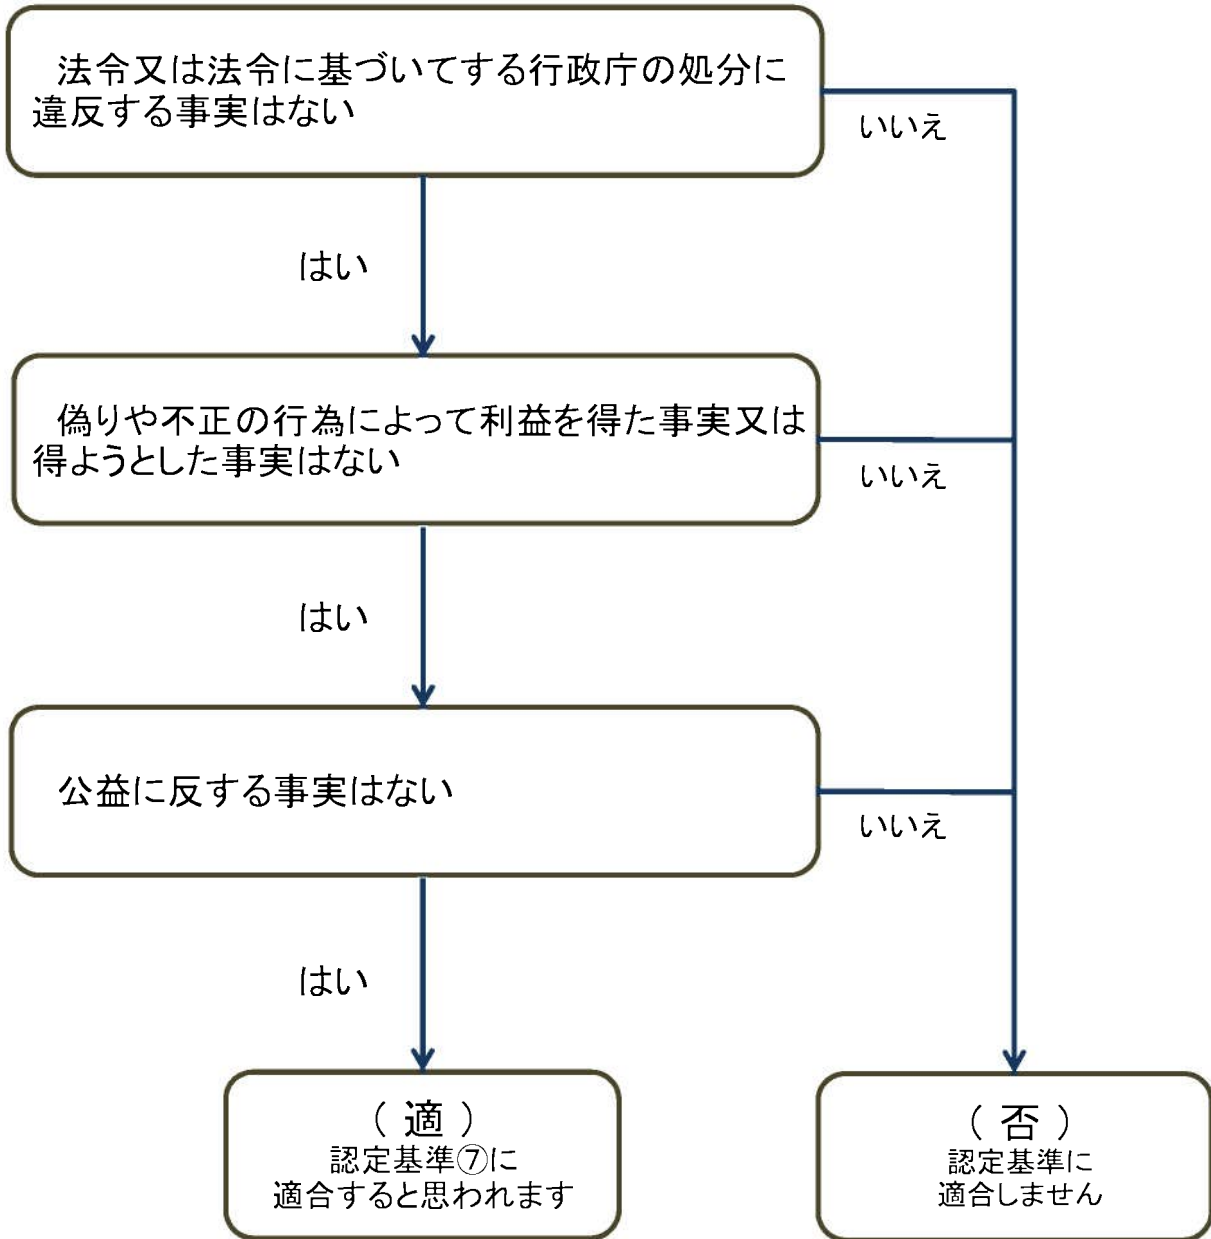 法令又は法令に基づいてする行政庁の処分に
違反する事実はない
いいえ
はい
偽りや不正の行為によって利益を得た事実又は
得ようとした事実はない
いいえ
はい
公益に反する事実はない
いいえ
はい
（ 適 ）
認定基準⑦に
適合すると思われます
（ 否 ）
認定基準に
適合しません